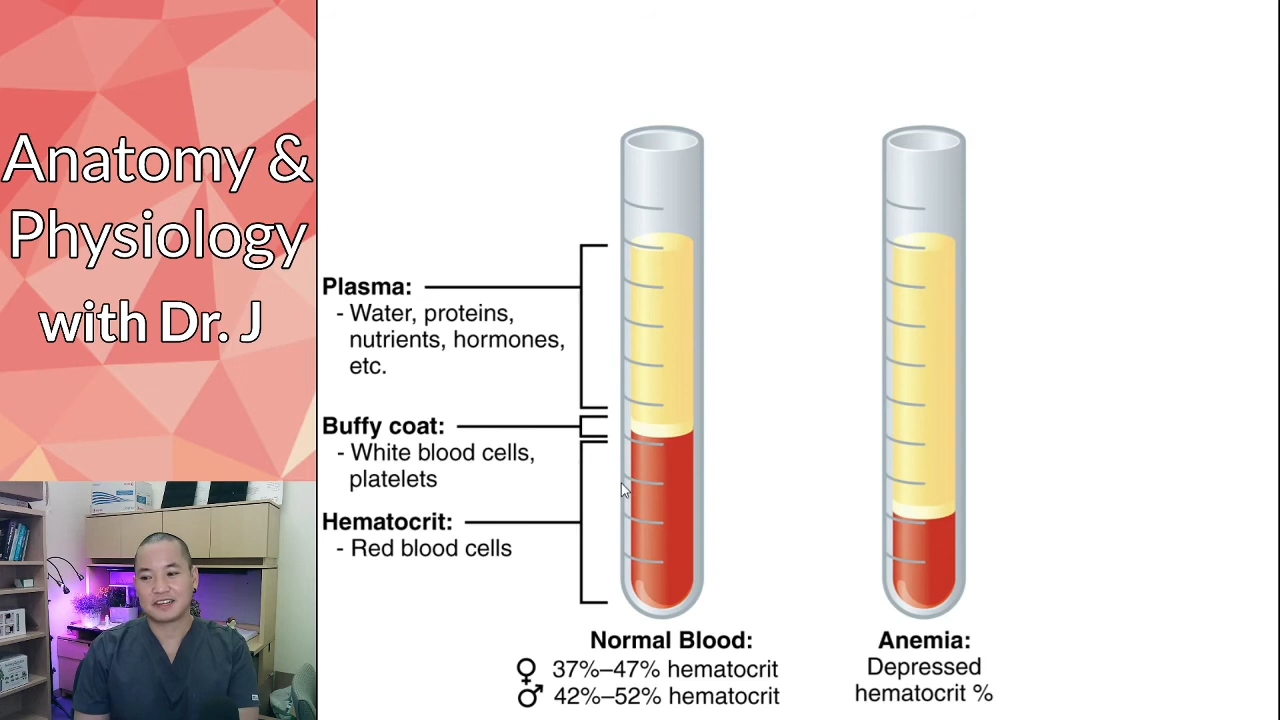 Anatomy &
Physiology
with Dr. J
Plasma:
- Water, proteins,
nutrients, hormones,
etc.
Buffy coat:
- White blood cells,
platelets
Hematocrit:
- Red blood cells
Normal Blood:
♀ 37%–47% hematocrit
♂ 42%–52% hematocrit
Anemia:
Depressed
hematocrit %